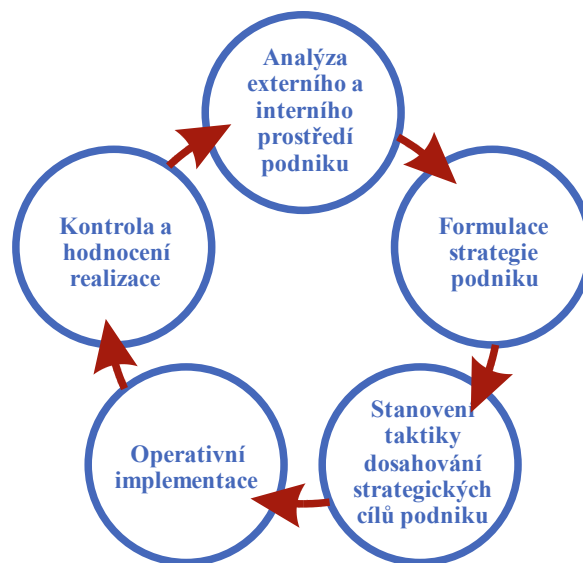 Analýza
externího a
interního
prostředí
podniku
Formulace
strategie
podniku
Stanovení
taktiky
dosahování
strategických
cílů podniku
Operativní
implementace
Kontrola a
hodnocení
realizace